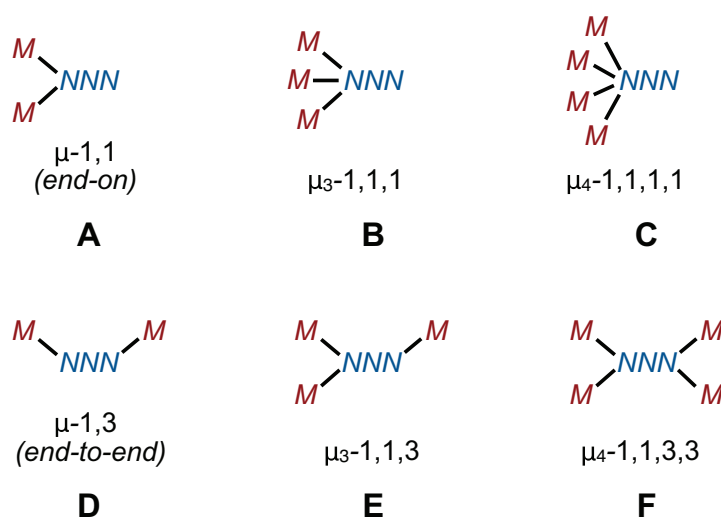 M
M
NNN
M
μ-1,1
(end-on)
A
M
M
NNN
M
μ₃-1,1,1
B
M
M
NNN
M
M
μ₄-1,1,1,1
C
M
M
NNN
μ-1,3
(end-to-end)
D
M
M
NNN
M
μ₃-1,1,3
E
M
M
NNN
M
M
μ₄-1,1,3,3
F